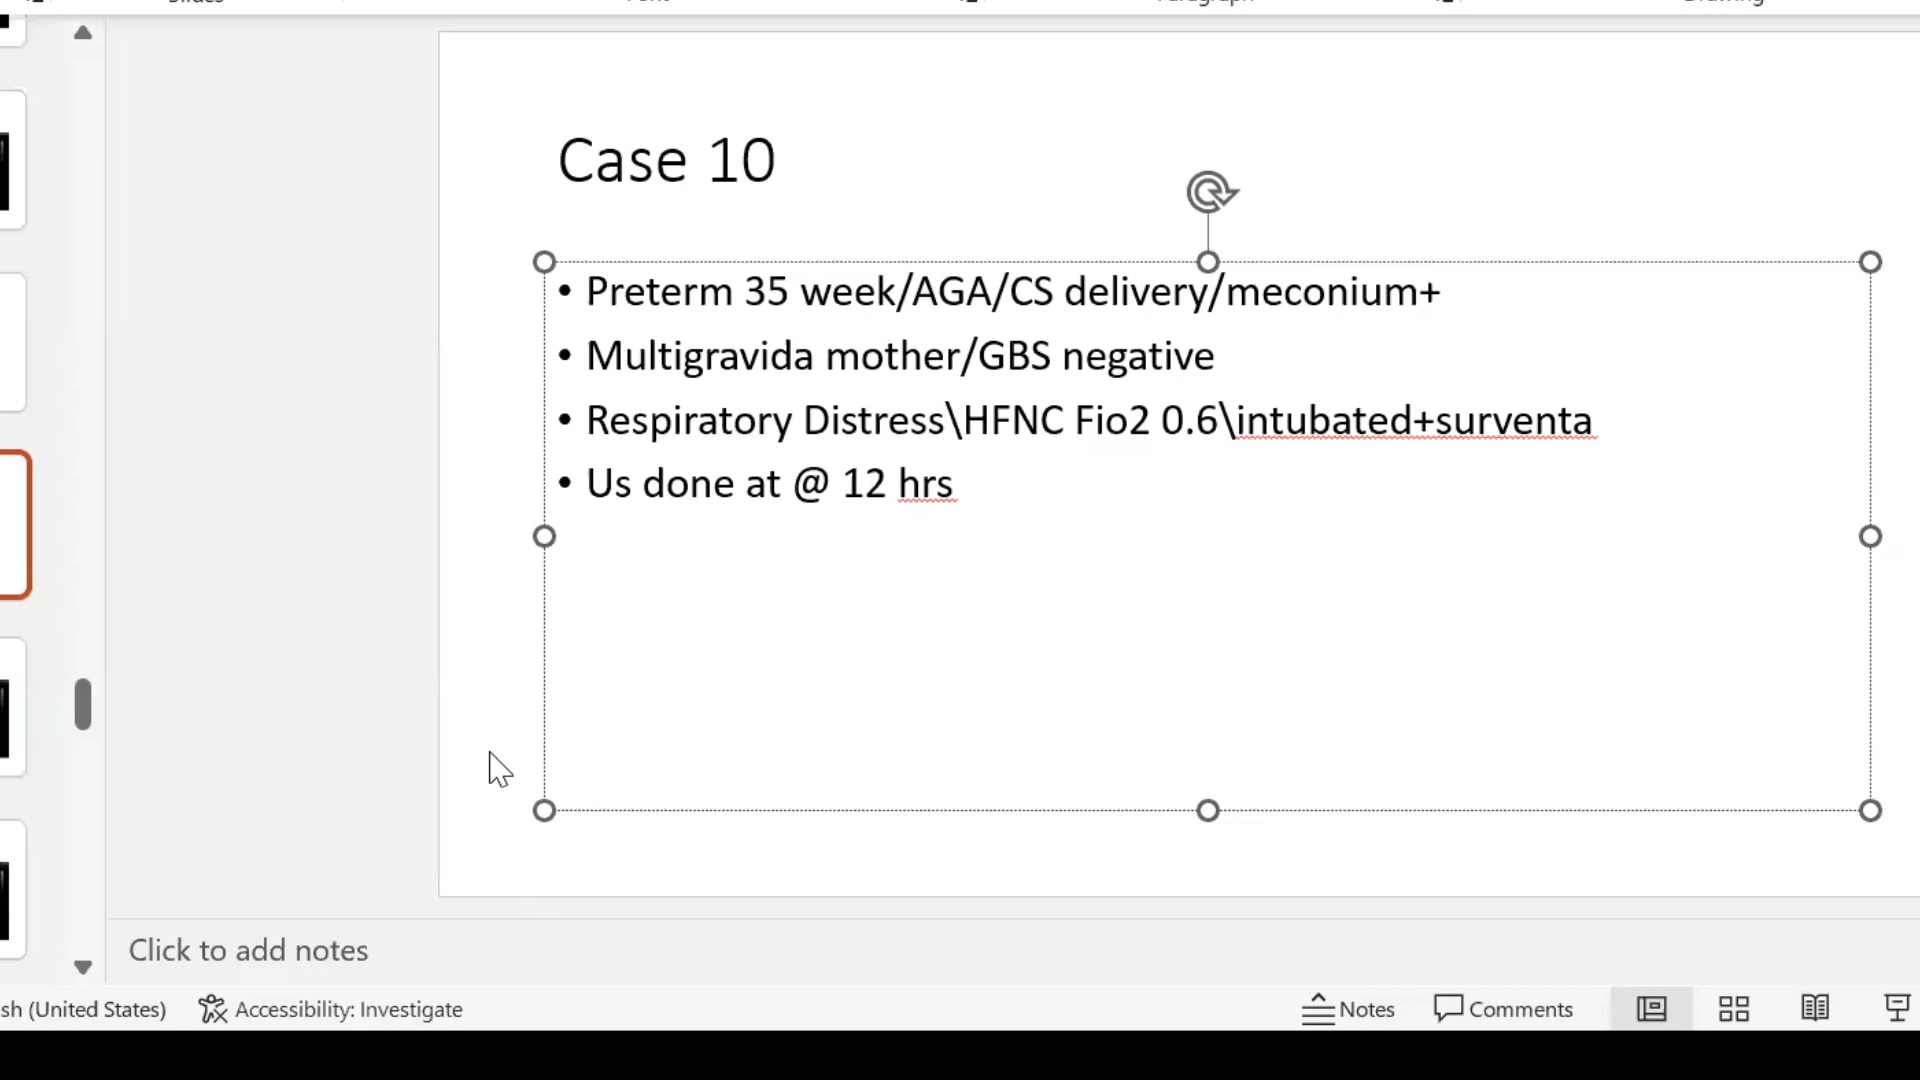 Case 10
• Preterm 35 week/AGA/CS delivery/meconium+
• Multigravida mother/GBS negative
• Respiratory Distress\HFNC Fio2 0.6\intubated+surventa
• Us done at @ 12 hrs
Click to add notes
sh (United States) Accessibility: Investigate Notes Comments